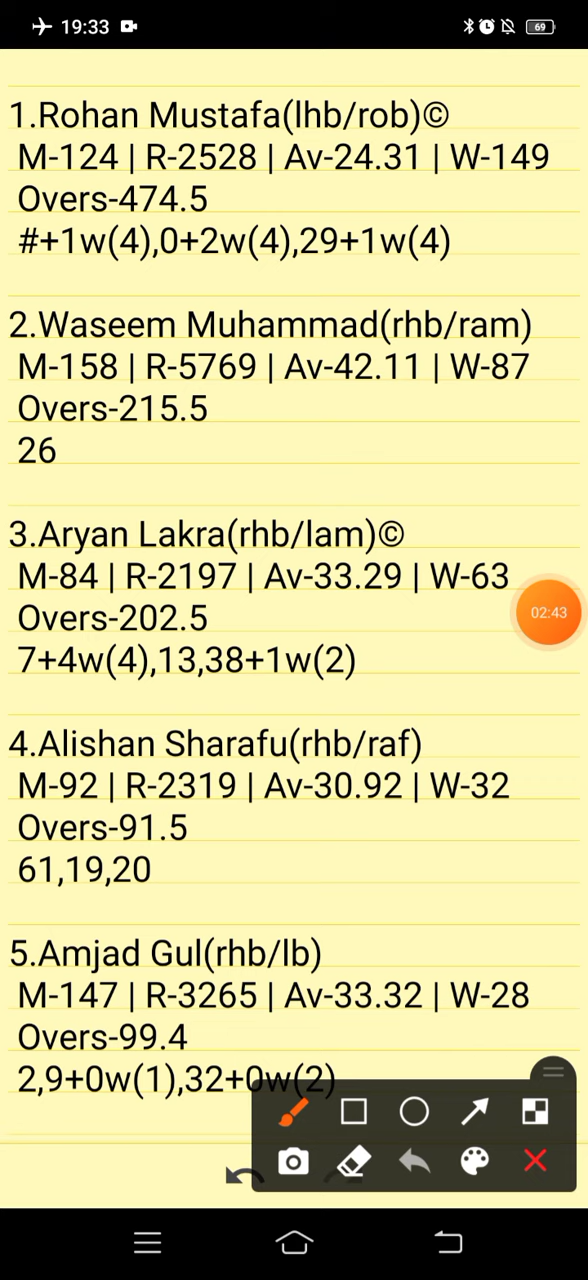 19:33
69
1.Rohan Mustafa(lhb/rob)©
M-124 | R-2528 | Av-24.31 | W-149
Overs-474.5
#+1w(4),0+2w(4),29+1w(4)
2.Waseem Muhammad(rhb/ram)
M-158 | R-5769 | Av-42.11 | W-87
Overs-215.5
26
3.Aryan Lakra(rhb/lam)©
M-84 | R-2197 | Av-33.29 | W-63
Overs-202.5
02:43
7+4w(4),13,38+1w(2)
4.Alishan Sharafu(rhb/raf)
M-92 | R-2319 | Av-30.92 | W-32
Overs-91.5
61,19,20
5.Amjad Gul(rhb/lb)
M-147 | R-3265 | Av-33.32 | W-28
Overs-99.4
2,9+0w(1),32+0w(2)